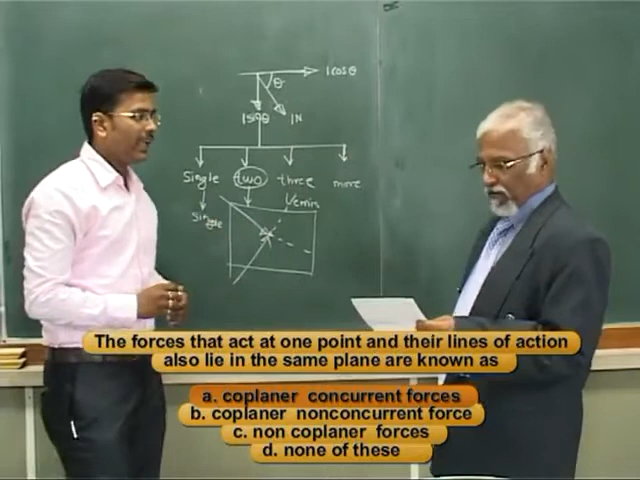 1cosθ
θ
1sinθ 1N
Single two three more
Single
The forces that act at one point and their lines of action
also lie in the same plane are known as
a. coplaner concurrent forces
b. coplaner nonconcurrent force
c. non coplaner forces
d. none of these